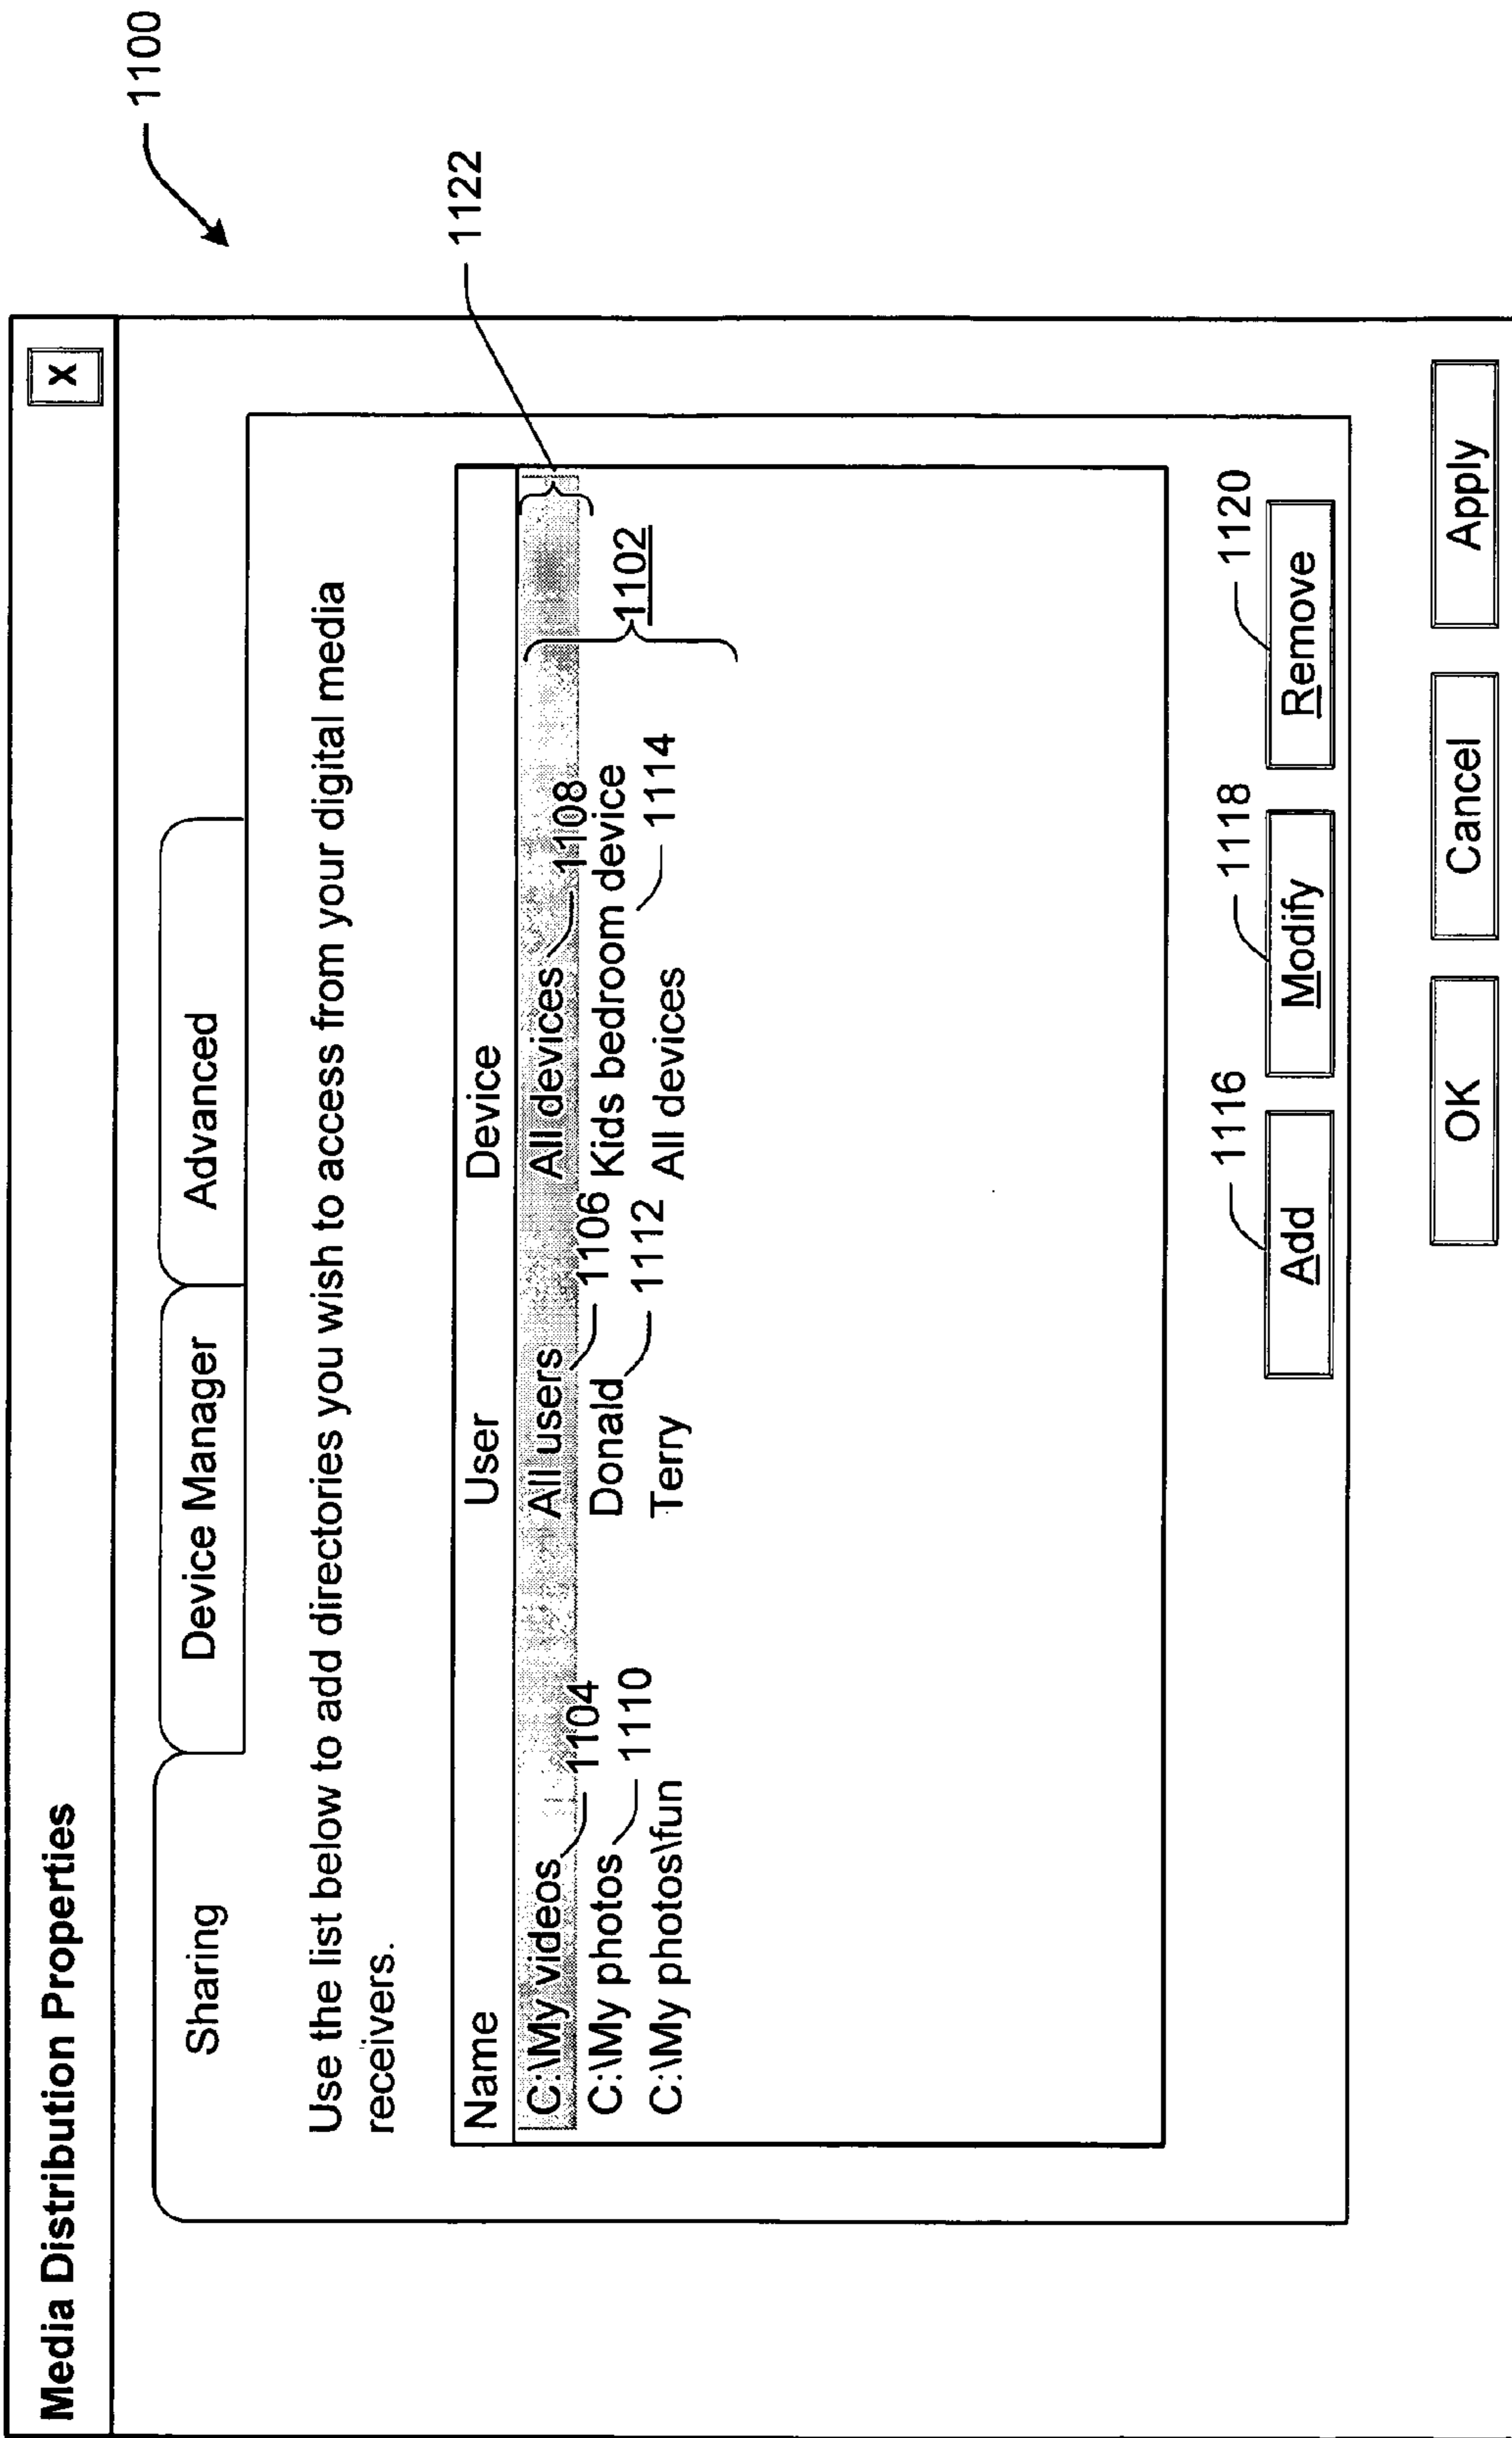 1100
Media Distribution Properties
X
Sharing Device Manager Advanced
Use the list below to add directories you wish to access from your digital media
receivers.
1122
Name User Device
C:\My videos All users All devices
1104 1106 1108
C:\My photos Donald Kids bedroom device
1102
1110 1112 1114
C:\My photos\fun Terry All devices
1116 1118 1120
Add Modify Remove
OK Cancel Apply